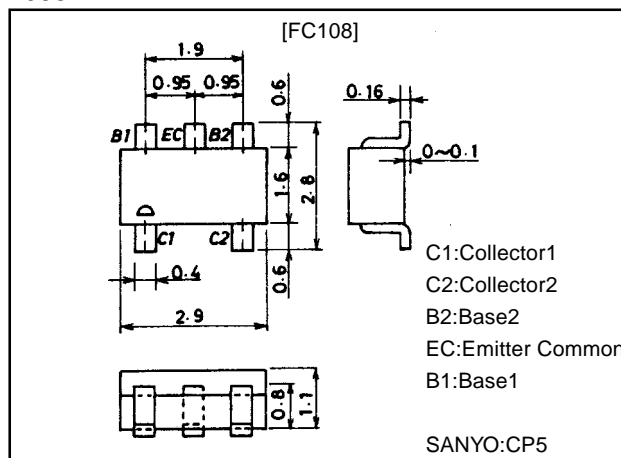 [FC108]
1.9
0.95 0.95
0.6
0.16
B1 EC B2
0~0.1
1.6
2.8
C1 C2
0.4
0.6
2.9
C1:Collector1
C2:Collector2
B2:Base2
EC:Emitter Common
B1:Base1
0.8
1.1
SANYO:CP5